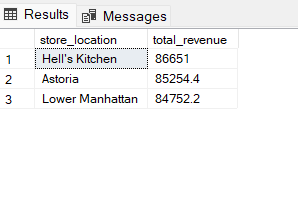 Results Messages
store_location total_revenue
1 Hell's Kitchen 86651
2 Astoria 85254.4
3 Lower Manhattan 84752.2